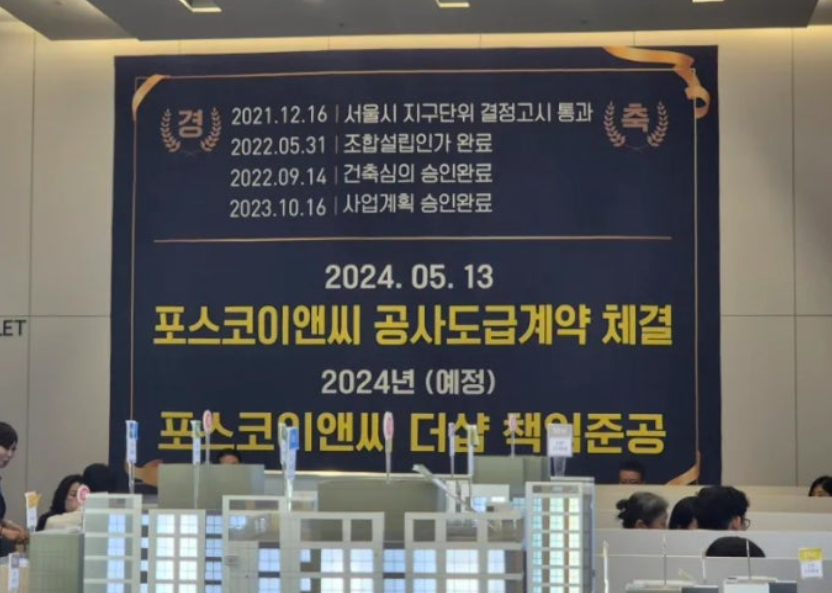 경 축
2021.12.16 | 서울시 지구단위 결정고시 통과
2022.05.31 | 조합설립인가 완료
2022.09.14 | 건축심의 승인완료
2023.10.16 | 사업계획 승인완료
2024. 05. 13
포스코이앤씨 공사도급계약 체결
2024년 (예정)
포스코이앤씨 더샵 책임준공
LET